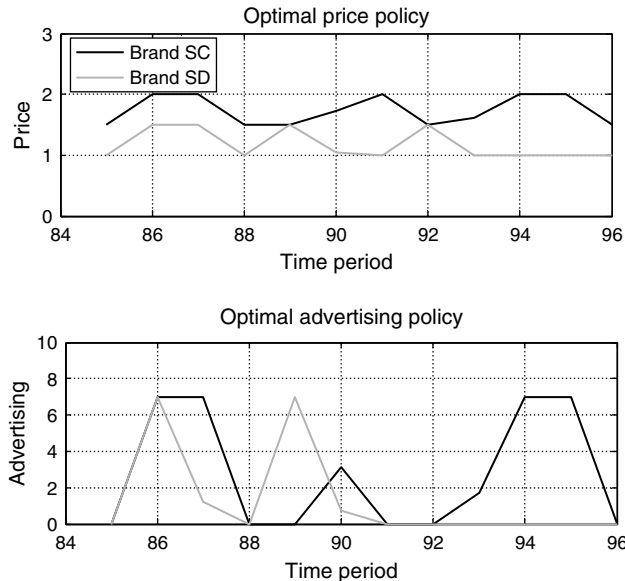 Optimal price policy
3
Brand SC
Brand SD
2
Price
1
0
84 86 88 90 92 94 96
Time period
Optimal advertising policy
10
8
6
Advertising
4
2
0
84 86 88 90 92 94 96
Time period